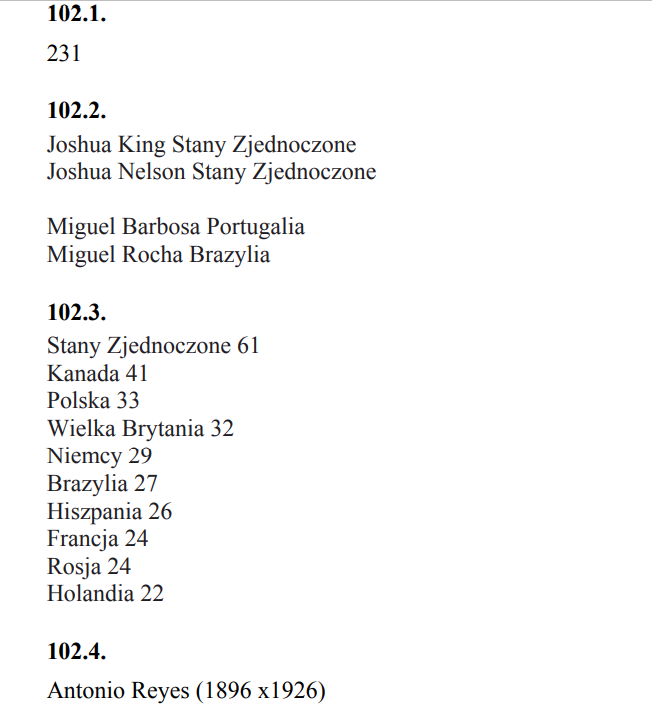 102.1.
231
102.2.
Joshua King Stany Zjednoczone
Joshua Nelson Stany Zjednoczone
Miguel Barbosa Portugalia
Miguel Rocha Brazylia
102.3.
Stany Zjednoczone 61
Kanada 41
Polska 33
Wielka Brytania 32
Niemcy 29
Brazylia 27
Hiszpania 26
Francja 24
Rosja 24
Holandia 22
102.4.
Antonio Reyes (1896 x1926)